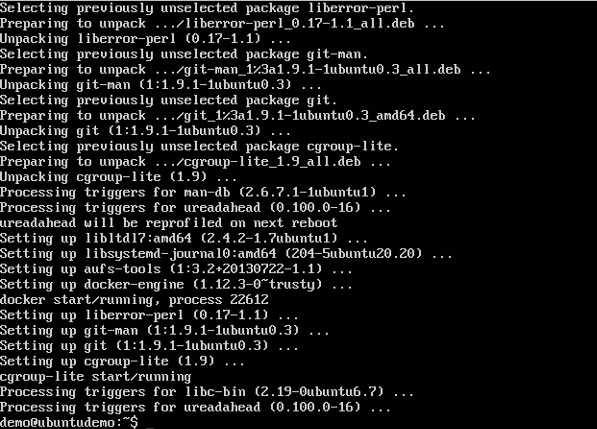 Selecting previously unselected package liberror-perl.
Preparing to unpack .../liberror-perl_0.17-1.1_all.deb ...
Unpacking liberror-perl (0.17-1.1) ...
Selecting previously unselected package git-man.
Preparing to unpack .../git-man_1%3a1.9.1-1ubuntu0.3_all.deb ...
Unpacking git-man (1:1.9.1-1ubuntu0.3) ...
Selecting previously unselected package git.
Preparing to unpack .../git_1%3a1.9.1-1ubuntu0.3_amd64.deb ...
Unpacking git (1:1.9.1-1ubuntu0.3) ...
Selecting previously unselected package cgroup-lite.
Preparing to unpack .../cgroup-lite_1.9_all.deb ...
Unpacking cgroup-lite (1.9) ...
Processing triggers for man-db (2.6.7.1-1ubuntu1) ...
Processing triggers for ureadahead (0.100.0-16) ...
ureadahead will be reprofiled on next reboot
Setting up libltdl7:amd64 (2.4.2-1.7ubuntu1) ...
Setting up libsystemd-journal0:amd64 (204-5ubuntu20.20) ...
Setting up aufs-tools (1:3.2+20130722-1.1) ...
Setting up docker-engine (1.12.3-0~trusty) ...
docker start/running, process 22612
Setting up liberror-perl (0.17-1.1) ...
Setting up git-man (1:1.9.1-1ubuntu0.3) ...
Setting up git (1:1.9.1-1ubuntu0.3) ...
Setting up cgroup-lite (1.9) ...
cgroup-lite start/running
Processing triggers for libc-bin (2.19-0ubuntu6.7) ...
Processing triggers for ureadahead (0.100.0-16) ...
demo@ubuntudemo:~$ _